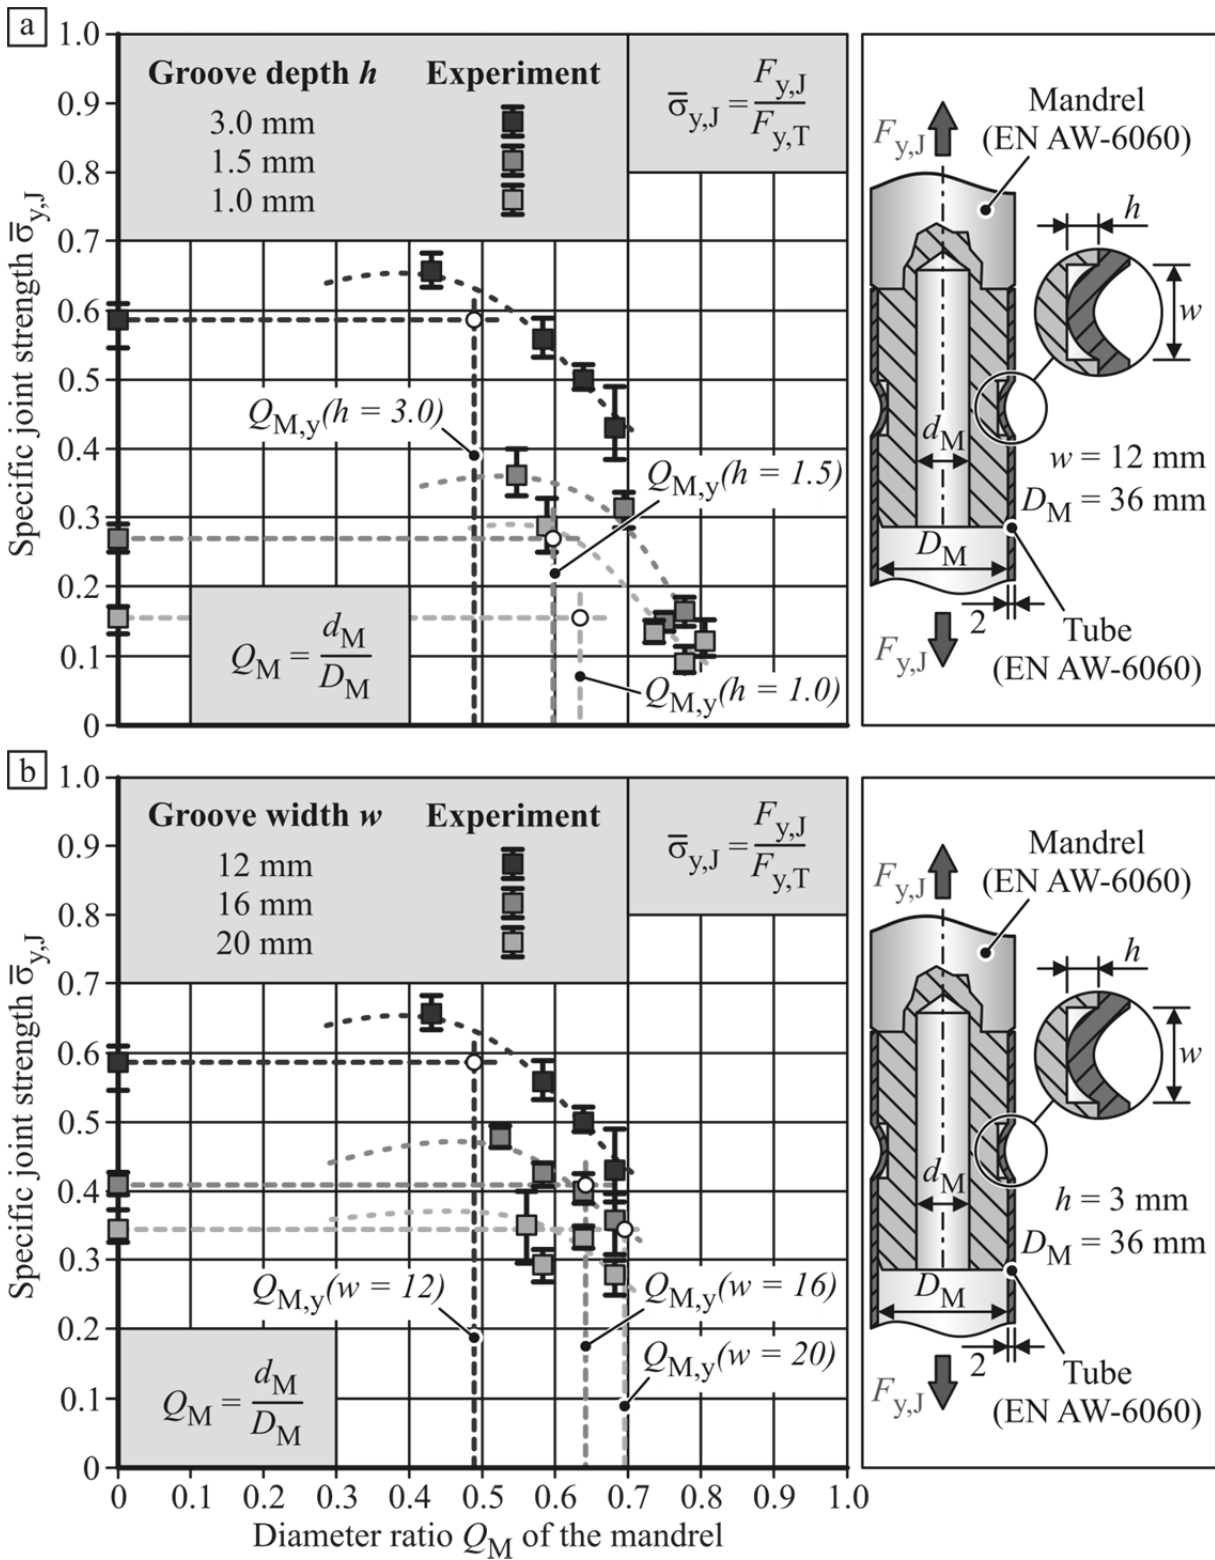 a
1.0
0.9
0.8
0.7
0.6
0.5
0.4
0.3
0.2
0.1
0
Specific joint strength σ̅y,J
Groove depth h Experiment
3.0 mm
1.5 mm
1.0 mm
σ̅y,J = Fy,J / Fy,T
QM,y(h = 3.0)
QM,y(h = 1.5)
QM,y(h = 1.0)
QM = dM / DM
Mandrel
(EN AW-6060)
Fy,J
h
w
dM
w = 12 mm
DM = 36 mm
DM
2
Fy,J
Tube
(EN AW-6060)
b
1.0
0.9
0.8
0.7
0.6
0.5
0.4
0.3
0.2
0.1
0
Specific joint strength σ̅y,J
Groove width w Experiment
12 mm
16 mm
20 mm
σ̅y,J = Fy,J / Fy,T
QM,y(w = 12)
QM,y(w = 16)
QM,y(w = 20)
QM = dM / DM
0 0.1 0.2 0.3 0.4 0.5 0.6 0.7 0.8 0.9 1.0
Diameter ratio QM of the mandrel
Mandrel
(EN AW-6060)
Fy,J
h
w
dM
h = 3 mm
DM = 36 mm
DM
2
Fy,J
Tube
(EN AW-6060)